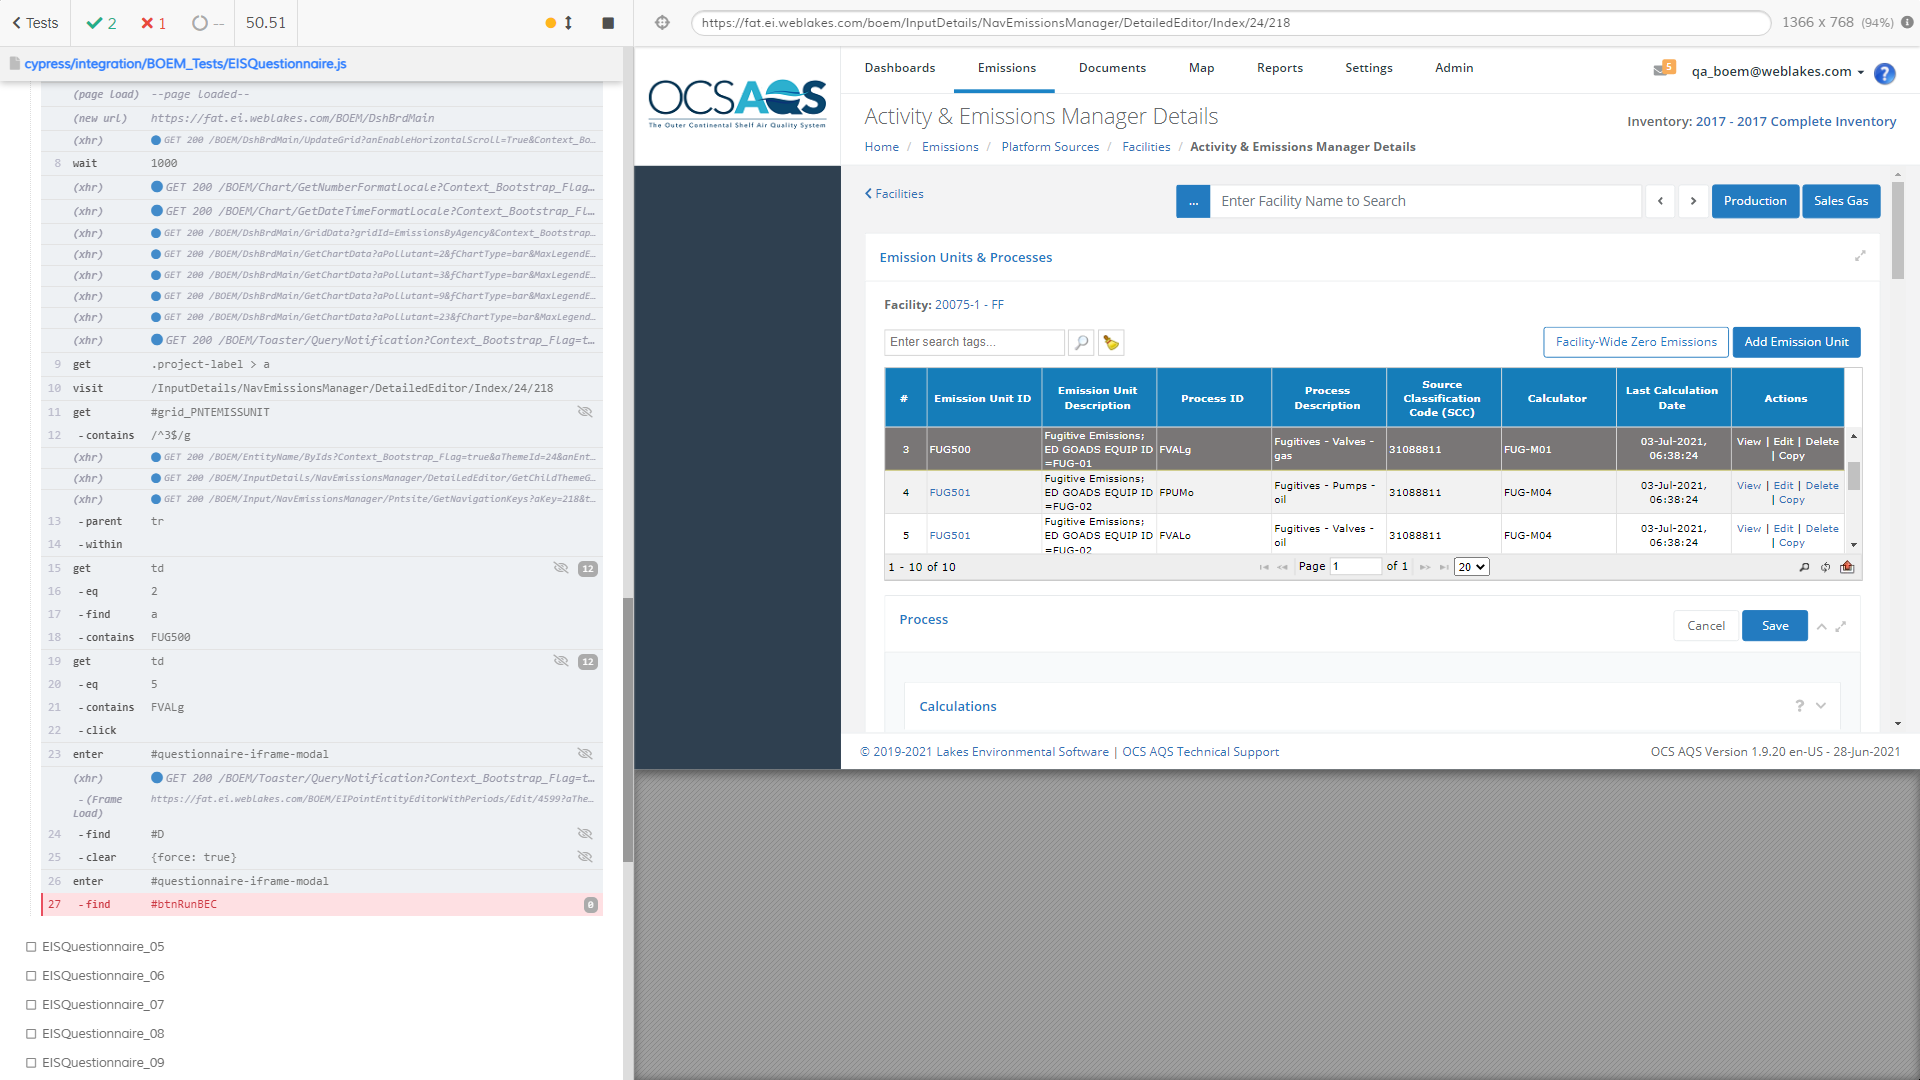 Tests
2
1
--
50.51
https://fat.ei.weblakes.com/boem/InputDetails/NavEmissionsManager/DetailedEditor/Index/24/218
1366 x 768 (94%)
cypress/integration/BOEM_Tests/EISQuestionnaire.js
(page load) --page loaded--
(new url) https://fat.ei.weblakes.com/BOEM/DshBrdMain
(xhr) GET 200 /BOEM/DshBrdMain/UpdateGrid?anEnableHorizontalScroll=True&Context_Bo…
8 wait 1000
(xhr) GET 200 /BOEM/Chart/GetNumberFormatLocale?Context_Bootstrap_Flag…
(xhr) GET 200 /BOEM/Chart/GetDateTimeFormatLocale?Context_Bootstrap_Fl…
(xhr) GET 200 /BOEM/DshBrdMain/GridData?gridId=EmissionsByAgency&Context_Bootstrap…
(xhr) GET 200 /BOEM/DshBrdMain/GetChartData?aPollutant=2&fChartType=bar&MaxLegendE…
(xhr) GET 200 /BOEM/DshBrdMain/GetChartData?aPollutant=3&fChartType=bar&MaxLegendE…
(xhr) GET 200 /BOEM/DshBrdMain/GetChartData?aPollutant=9&fChartType=bar&MaxLegendE…
(xhr) GET 200 /BOEM/DshBrdMain/GetChartData?aPollutant=23&fChartType=bar&MaxLegend…
(xhr) GET 200 /BOEM/Toaster/QueryNotification?Context_Bootstrap_Flag=t…
9 get .project-label > a
10 visit /InputDetails/NavEmissionsManager/DetailedEditor/Index/24/218
11 get #grid_PNTEMISSUNIT
12 -contains /^3$/g
(xhr) GET 200 /BOEM/EntityName/ByIds?Context_Bootstrap_Flag=true&aThemeId=24&anEnt…
(xhr) GET 200 /BOEM/InputDetails/NavEmissionsManager/DetailedEditor/GetChildThemeG…
(xhr) GET 200 /BOEM/Input/NavEmissionsManager/Pntsite/GetNavigationKeys?aKey=218&t…
13 -parent tr
14 -within
15 get td 12
16 -eq 2
17 -find a
18 -contains FUG500
19 get td 12
20 -eq 5
21 -contains FVALg
22 -click
23 enter #questionnaire-iframe-modal
(xhr) GET 200 /BOEM/Toaster/QueryNotification?Context_Bootstrap_Flag=t…
-(Frame Load) https://fat.ei.weblakes.com/BOEM/EIPointEntityEditorWithPeriods/Edit/4599?aThe…
24 -find #D
25 -clear {force: true}
26 enter #questionnaire-iframe-modal
27 -find #btnRunBEC 0
EISQuestionnaire_05
EISQuestionnaire_06
EISQuestionnaire_07
EISQuestionnaire_08
EISQuestionnaire_09
OCSAQS
The Outer Continental Shelf Air Quality System
Dashboards Emissions Documents Map Reports Settings Admin
5 qa_boem@weblakes.com ?
Activity & Emissions Manager Details
Inventory: 2017 - 2017 Complete Inventory
Home / Emissions / Platform Sources / Facilities / Activity & Emissions Manager Details
Facilities
... Enter Facility Name to Search
Production Sales Gas
Emission Units & Processes
Facility: 20075-1 - FF
Enter search tags...
Facility-Wide Zero Emissions Add Emission Unit
# Emission Unit ID Emission Unit Description Process ID Process Description Source Classification Code (SCC) Calculator Last Calculation Date Actions
3 FUG500 Fugitive Emissions; ED GOADS EQUIP ID =FUG-01 FVALg Fugitives - Valves - gas 31088811 FUG-M01 03-Jul-2021, 06:38:24 View | Edit | Delete | Copy
4 FUG501 Fugitive Emissions; ED GOADS EQUIP ID =FUG-02 FPUMo Fugitives - Pumps - oil 31088811 FUG-M04 03-Jul-2021, 06:38:24 View | Edit | Delete | Copy
5 FUG501 Fugitive Emissions; ED GOADS EQUIP ID =FUG-02 FVALo Fugitives - Valves - oil 31088811 FUG-M04 03-Jul-2021, 06:38:24 View | Edit | Delete | Copy
1 - 10 of 10
Page 1 of 1 20
Process
Cancel Save
Calculations
?
© 2019-2021 Lakes Environmental Software | OCS AQS Technical Support
OCS AQS Version 1.9.20 en-US - 28-Jun-2021